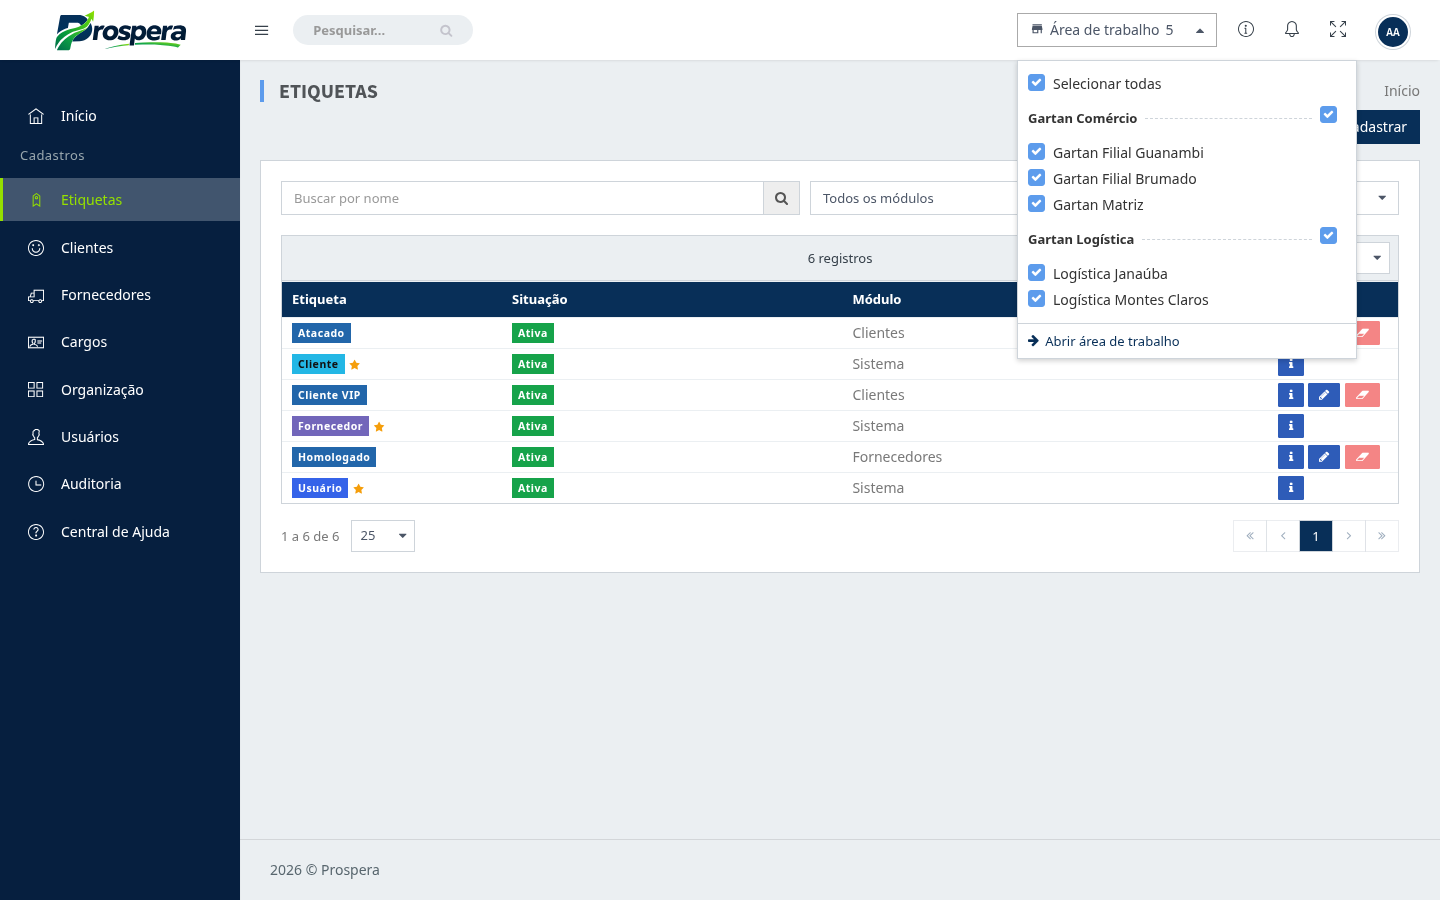 Prospera
Pesquisar...
Área de trabalho 5
AA
Início
Cadastros
Etiquetas
Clientes
Fornecedores
Cargos
Organização
Usuários
Auditoria
Central de Ajuda
ETIQUETAS
Início
Selecionar todas
Gartan Comércio
Gartan Filial Guanambi
Gartan Filial Brumado
Gartan Matriz
Gartan Logística
Logística Janaúba
Logística Montes Claros
Abrir área de trabalho
Buscar por nome
Todos os módulos
6 registros
Etiqueta Situação Módulo
Atacado Ativa Clientes
Cliente Ativa Sistema
Cliente VIP Ativa Clientes
Fornecedor Ativa Sistema
Homologado Ativa Fornecedores
Usuário Ativa Sistema
1 a 6 de 6 25
« ‹ 1 › »
2026 © Prospera